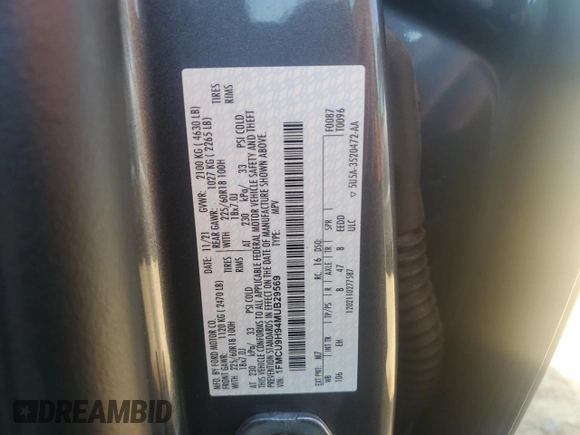 MFD. BY FORD MOTOR CO.
DATE: 11/21 GVWR: 2100 KG ( 4630 LB)
FRONT GAWR: 1120 KG ( 2470 LB) REAR GAWR: 1027 KG ( 2265 LB)
WITH 225/60R18 100H TIRES WITH 225/60R18 100H TIRES
18x7.0J RIMS 18x7.0J RIMS
AT 230 kPa/ 33 PSI COLD AT 230 kPa/ 33 PSI COLD
THIS VEHICLE CONFORMS TO ALL APPLICABLE FEDERAL MOTOR VEHICLE SAFETY AND THEFT
PREVENTION STANDARDS IN EFFECT ON THE DATE OF MANUFACTURE SHOWN ABOVE.
VIN: 1FMCU9H94MUB29569 TYPE: MPV
F0087
T0096
EXT PNT: M7 RC: 16 DSO:
WB INT TR TP/PS R AXLE TR SPR
106 EH B 47 B EEDD
ULC
12021110277587 ▽ 5U5A-3520472-AA
DREAMBID